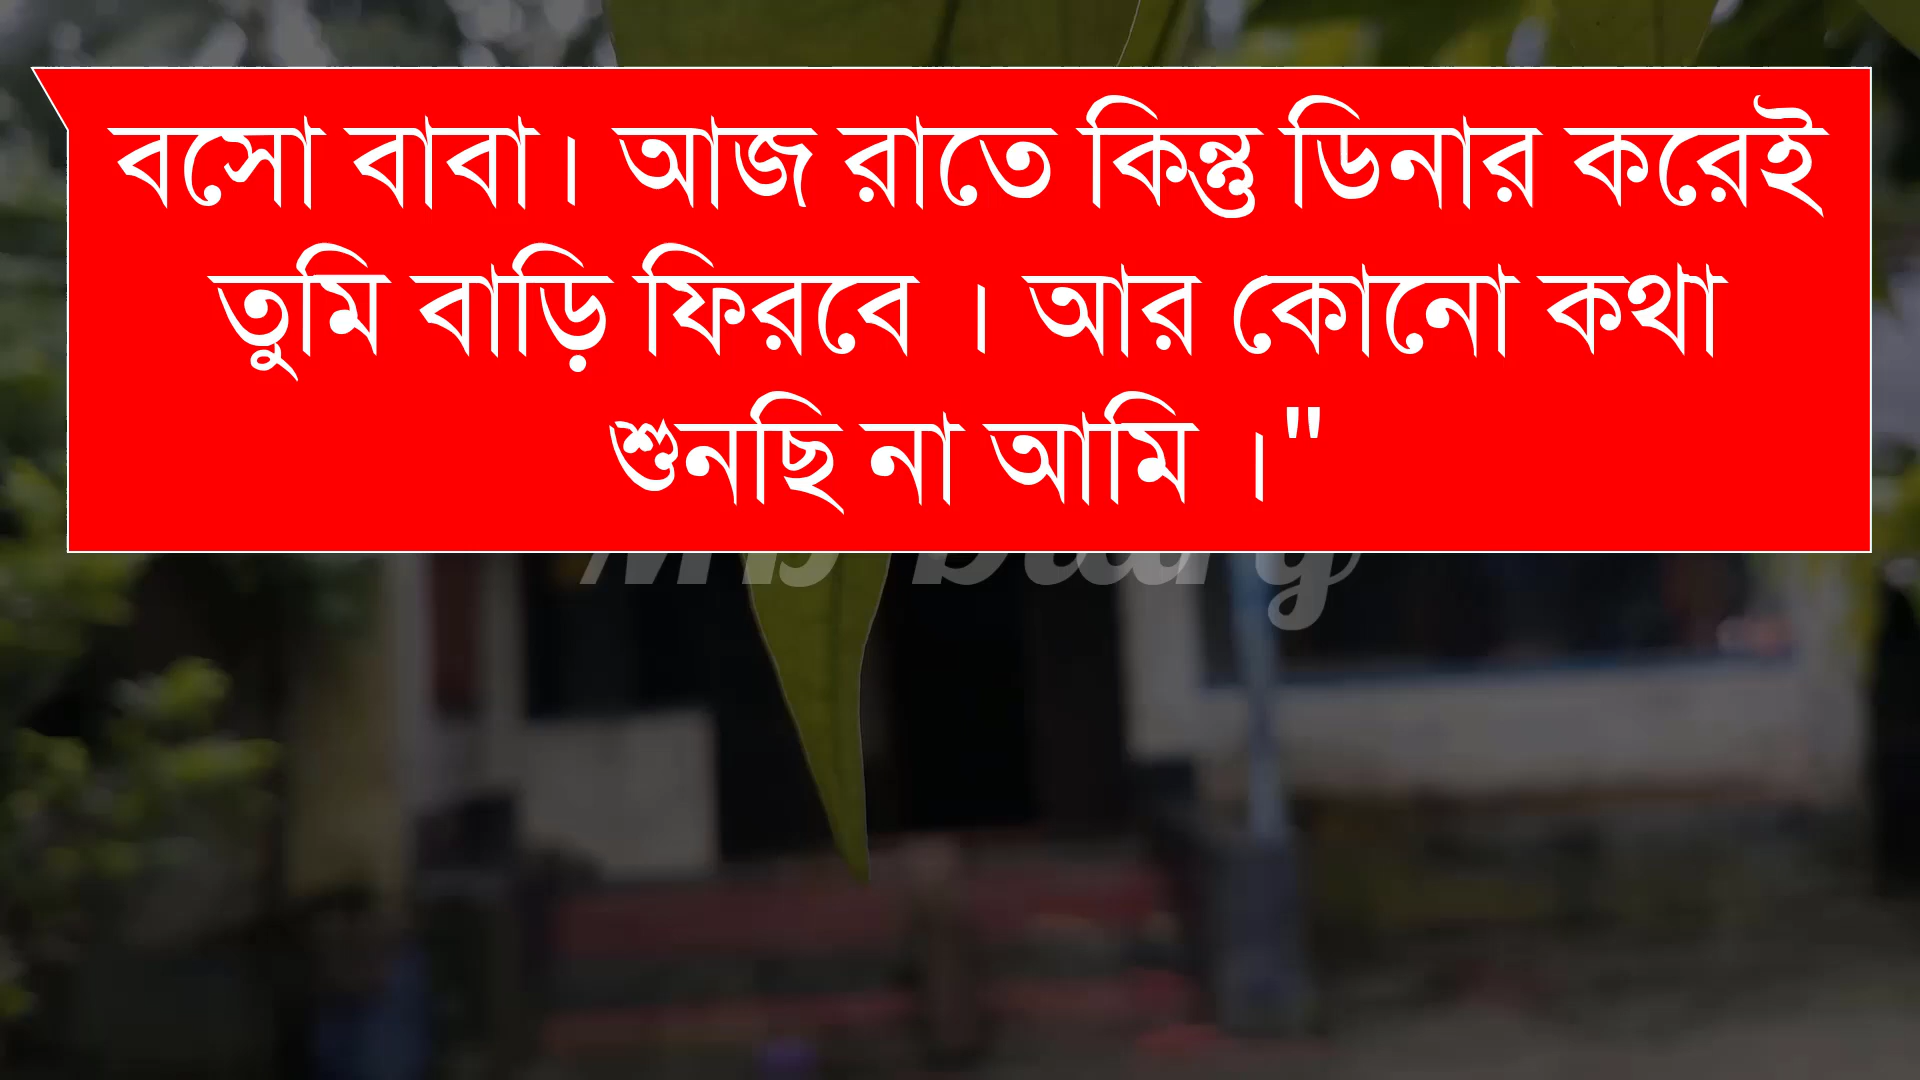 বসো বাবা। আজ রাতে কিন্তু ডিনার করেই
তুমি বাড়ি ফিরবে । আর কোনো কথা
শুনছি না আমি ।"